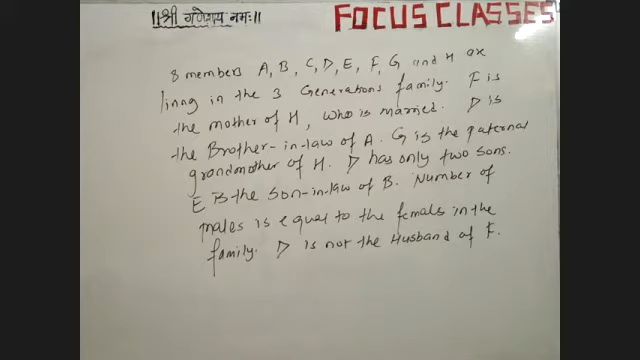 ॥श्री गणेशाय नमः॥
FOCUS CLASSES
8 members A, B, C, D, E, F, G and H are
living in the 3 Generations family. F is
the mother of H, who is married. D is
the Brother-in-law of A. G is the paternal
grandmother of H. D has only two sons.
E is the son-in-law of B. Number of
males is equal to the femals in the
family. D is not the Husband of F.